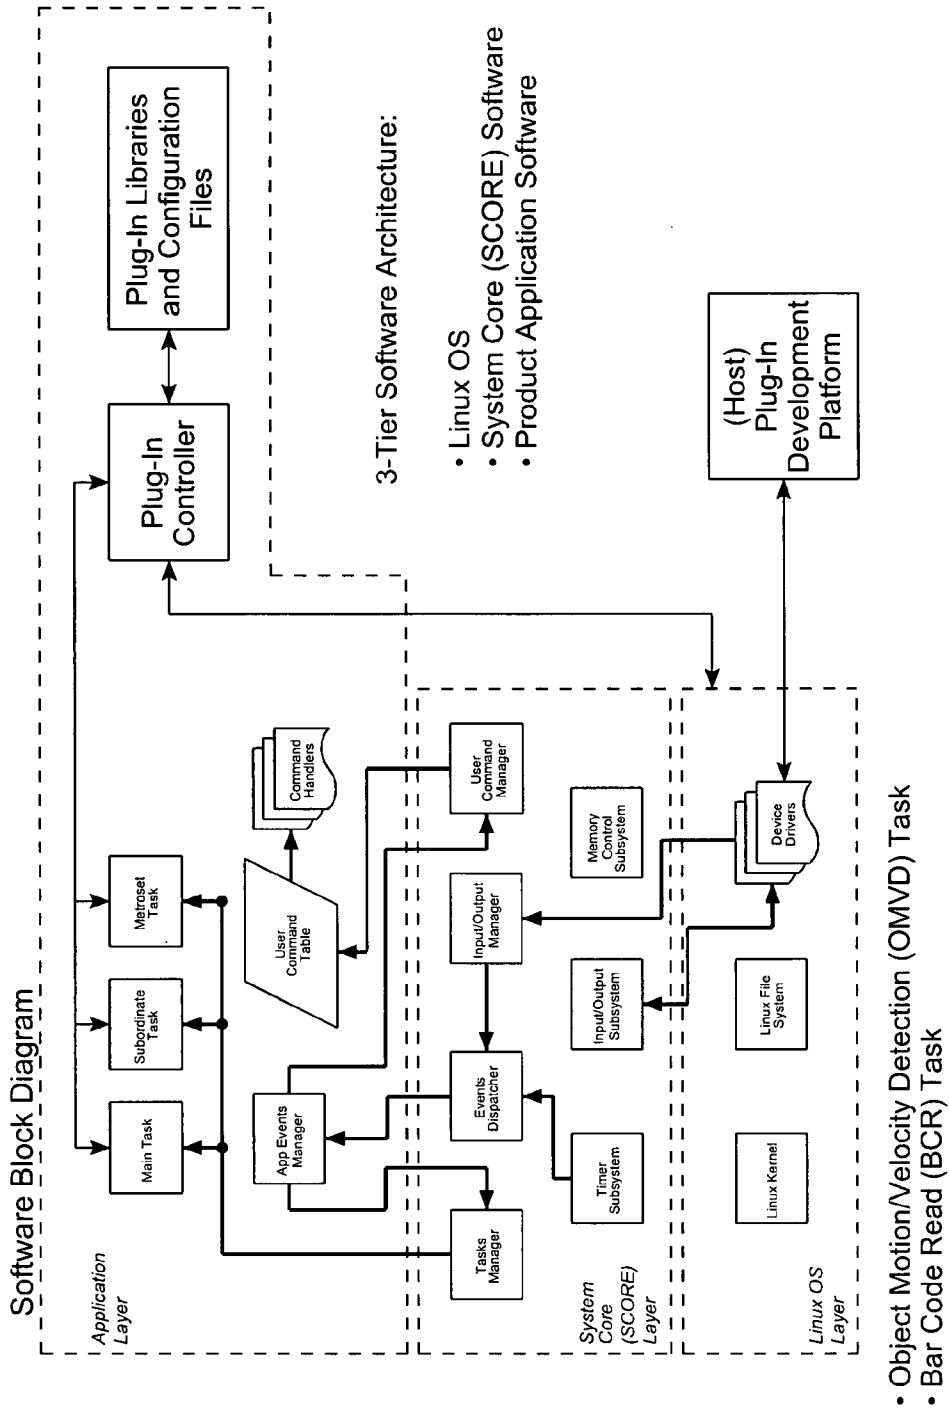 Software Block Diagram
Application
Layer
Main Task
Subordinate
Task
Metroset
Task
Plug-In
Controller
Plug-In Libraries
and Configuration
Files
App Events
Manager
User
Command
Table
Command
Handlers
3-Tier Software Architecture:
• Linux OS
• System Core (SCORE) Software
• Product Application Software
Tasks
Manager
Events
Dispatcher
Input/Output
Manager
User
Command
Manager
System
Core
(SCORE)
Layer
Timer
Subsystem
Input/Output
Subsystem
Memory
Control
Subsystem
Linux OS
Layer
Linux Kernel
Linux File
System
Device
Drivers
(Host)
Plug-In
Development
Platform
• Object Motion/Velocity Detection (OMVD) Task
• Bar Code Read (BCR) Task